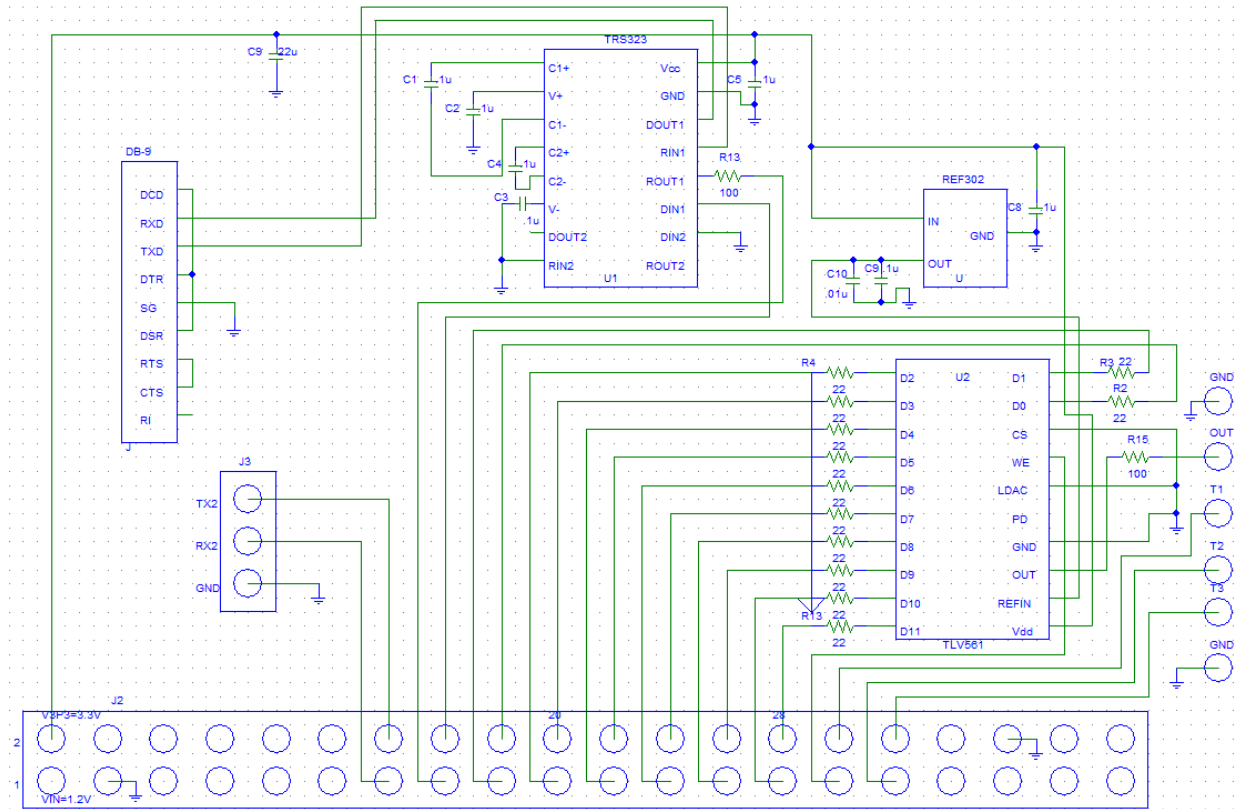 TRS323
C9 22u
C1 .1u
C2 .1u
C4 .1u
C3 .1u
C1+
V+
C1-
C2+
C2-
V-
DOUT2
RIN2
Vcc
GND
DOUT1
RIN1
ROUT1
DIN1
DIN2
ROUT2
U1
C5 .1u
R13
100
DB-9
DCD
RXD
TXD
DTR
SG
DSR
RTS
CTS
RI
J
REF302
IN
GND
OUT
U
C8 .1u
C10 .01u
C9 .1u
J3
TX2
RX2
GND
R4
22
22
22
22
22
22
22
22
22
22
R13
U2
D2
D3
D4
D5
D6
D7
D8
D9
D10
D11
D1
D0
CS
WE
LDAC
PD
GND
OUT
REFIN
Vdd
TLV561
R3 22
R2
22
R15
100
GND
OUT
T1
T2
T3
GND
J2
V3P3=3.3V
20
28
2
1
VIN=1.2V